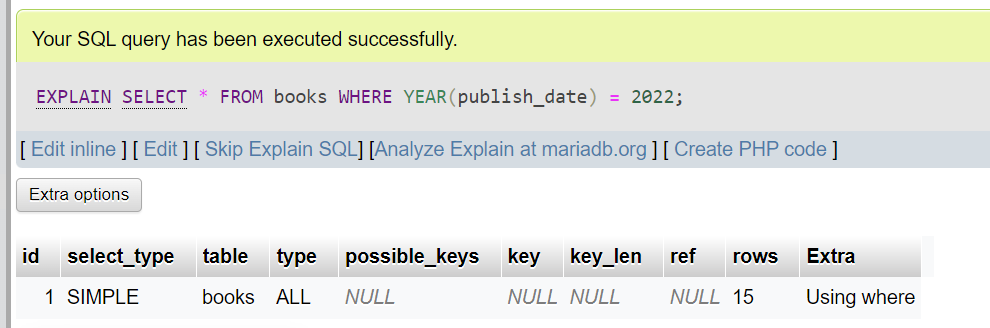 Your SQL query has been executed successfully.
EXPLAIN SELECT * FROM books WHERE YEAR(publish_date) = 2022;
[ Edit inline ] [ Edit ] [ Skip Explain SQL] [Analyze Explain at mariadb.org ] [ Create PHP code ]
Extra options
id select_type table type possible_keys key key_len ref rows Extra
1 SIMPLE books ALL NULL NULL NULL NULL 15 Using where